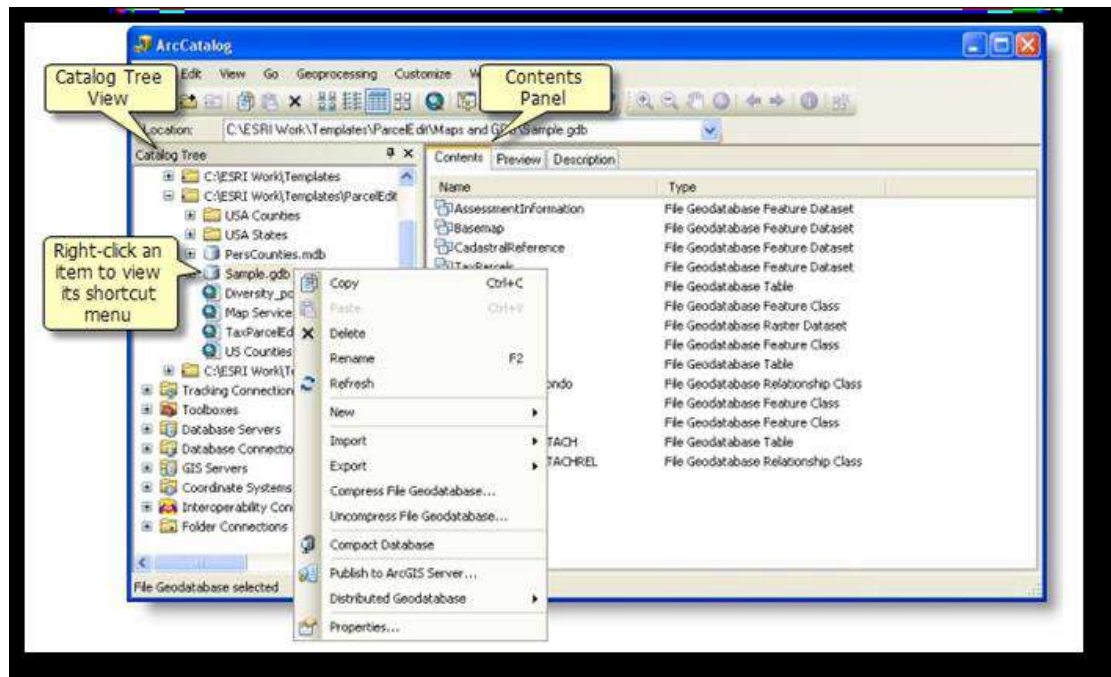 ArcCatalog
Edit View Go Geoprocessing Customize W
Catalog Tree View
Contents Panel
Location: C:\ESRI Work\Templates\ParcelEdit\Maps and GDB\Sample.gdb
Catalog Tree
Contents Preview Description
C:\ESRI Work\Templates
C:\ESRI Work\Templates\ParcelEdit
USA Counties
USA States
PersCounties.mdb
Sample.gdb
Map Service
US Counties
Tracking Connection
Toolboxes
Database Servers
Database Connectio
GIS Servers
Coordinate Systems
Interoperability Con
Folder Connections
Right-click an item to view its shortcut menu
File Geodatabase selected
Copy Ctrl+C
Paste Ctrl+V
Delete
Rename F2
Refresh
New
Import
Export
Compress File Geodatabase...
Uncompress File Geodatabase...
Compact Database
Publish to ArcGIS Server...
Distributed Geodatabase
Properties...
Name Type
AssessmentInformation File Geodatabase Feature Dataset
Basemap File Geodatabase Feature Dataset
CadastralReference File Geodatabase Feature Dataset
TaxParcels File Geodatabase Feature Dataset
File Geodatabase Table
File Geodatabase Feature Class
File Geodatabase Raster Dataset
File Geodatabase Feature Class
File Geodatabase Table
ondo File Geodatabase Relationship Class
File Geodatabase Feature Class
File Geodatabase Feature Class
TACH File Geodatabase Table
TACHREL File Geodatabase Relationship Class